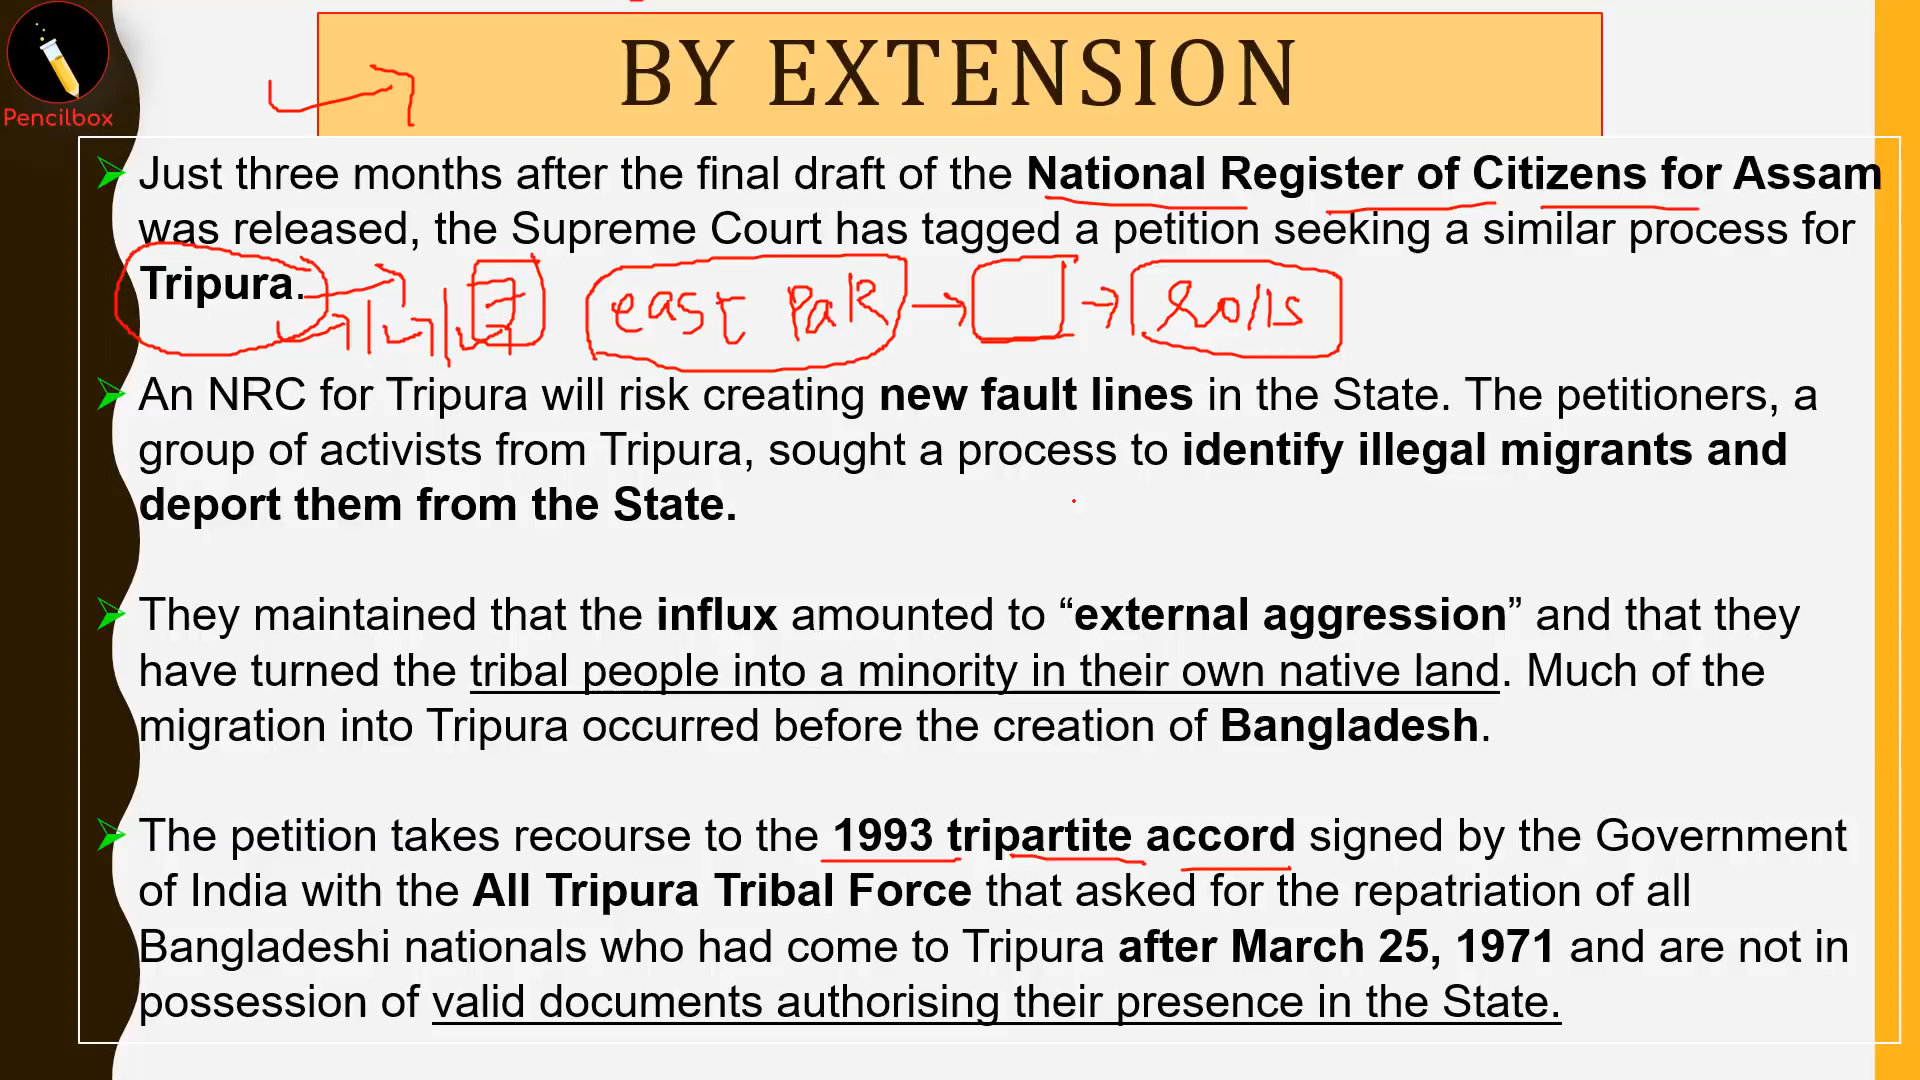 Pencilbox
BY EXTENSION
Just three months after the final draft of the National Register of Citizens for Assam
was released, the Supreme Court has tagged a petition seeking a similar process for
Tripura.
east Pak
Rolls
An NRC for Tripura will risk creating new fault lines in the State. The petitioners, a
group of activists from Tripura, sought a process to identify illegal migrants and
deport them from the State.
They maintained that the influx amounted to “external aggression” and that they
have turned the tribal people into a minority in their own native land. Much of the
migration into Tripura occurred before the creation of Bangladesh.
The petition takes recourse to the 1993 tripartite accord signed by the Government
of India with the All Tripura Tribal Force that asked for the repatriation of all
Bangladeshi nationals who had come to Tripura after March 25, 1971 and are not in
possession of valid documents authorising their presence in the State.